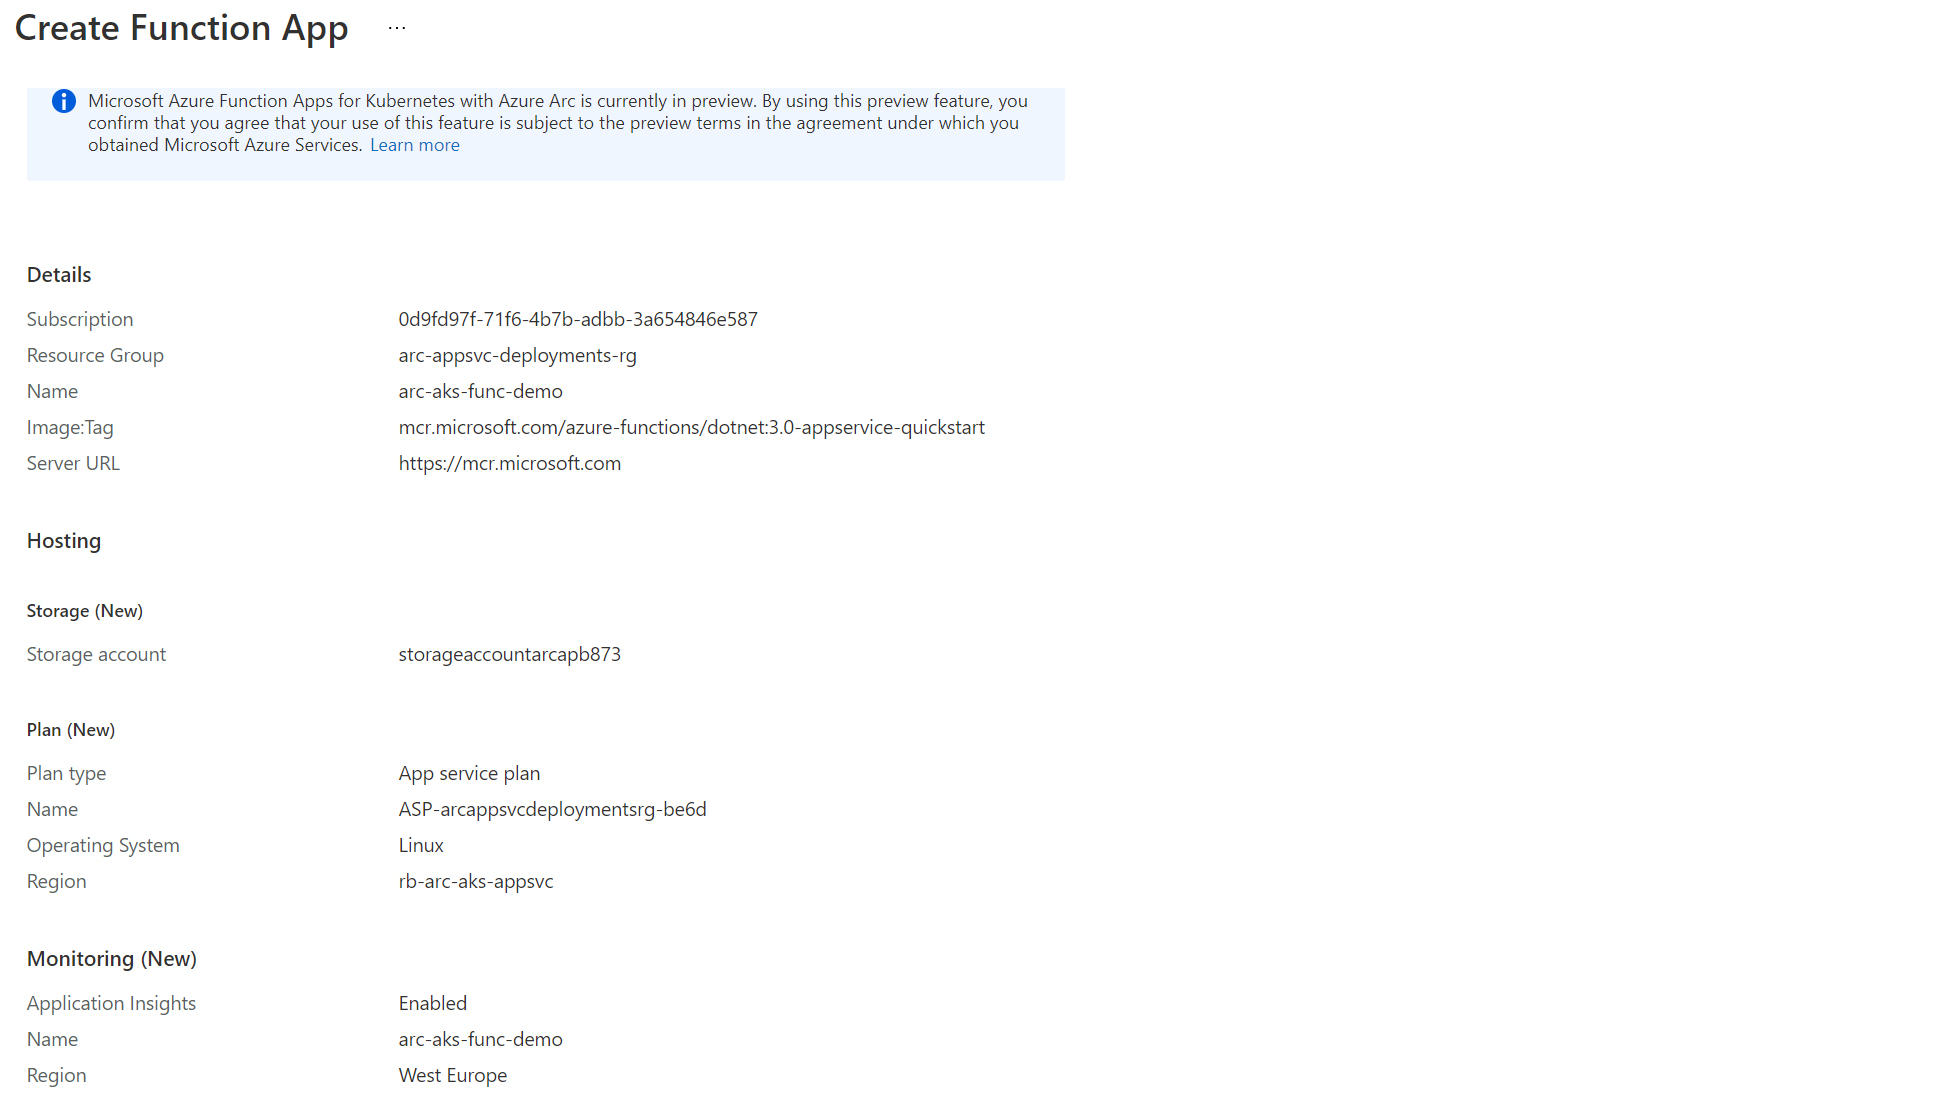 Create Function App ...
Microsoft Azure Function Apps for Kubernetes with Azure Arc is currently in preview. By using this preview feature, you
confirm that you agree that your use of this feature is subject to the preview terms in the agreement under which you
obtained Microsoft Azure Services. Learn more
Details
Subscription 0d9fd97f-71f6-4b7b-adbb-3a654846e587
Resource Group arc-appsvc-deployments-rg
Name arc-aks-func-demo
Image:Tag mcr.microsoft.com/azure-functions/dotnet:3.0-appservice-quickstart
Server URL https://mcr.microsoft.com
Hosting
Storage (New)
Storage account storageaccountarcapb873
Plan (New)
Plan type App service plan
Name ASP-arcappsvcdeploymentsrg-be6d
Operating System Linux
Region rb-arc-aks-appsvc
Monitoring (New)
Application Insights Enabled
Name arc-aks-func-demo
Region West Europe